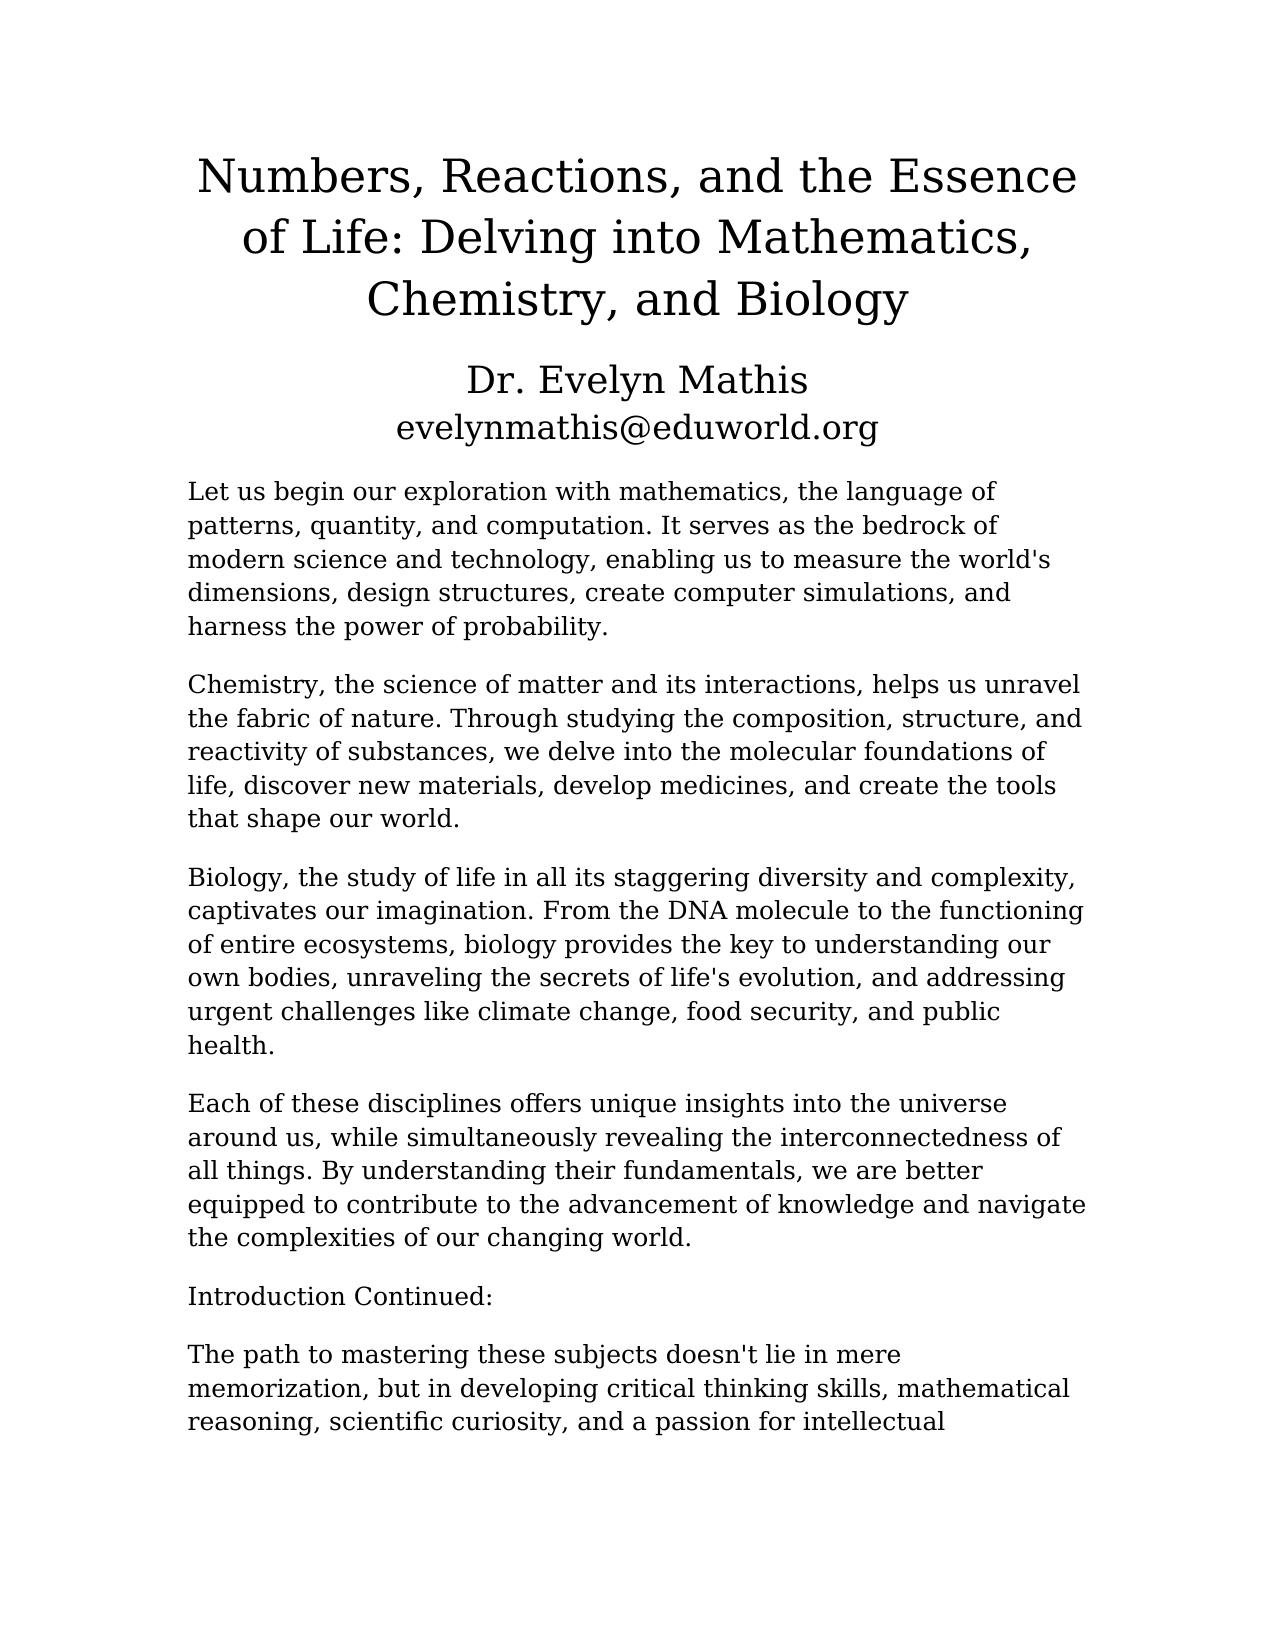 Numbers, Reactions, and the Essence
of Life: Delving into Mathematics,
Chemistry, and Biology
Dr. Evelyn Mathis
evelynmathis@eduworld.org
Let us begin our exploration with mathematics, the language of
patterns, quantity, and computation. It serves as the bedrock of
modern science and technology, enabling us to measure the world's
dimensions, design structures, create computer simulations, and
harness the power of probability.
Chemistry, the science of matter and its interactions, helps us unravel
the fabric of nature. Through studying the composition, structure, and
reactivity of substances, we delve into the molecular foundations of
life, discover new materials, develop medicines, and create the tools
that shape our world.
Biology, the study of life in all its staggering diversity and complexity,
captivates our imagination. From the DNA molecule to the functioning
of entire ecosystems, biology provides the key to understanding our
own bodies, unraveling the secrets of life's evolution, and addressing
urgent challenges like climate change, food security, and public
health.
Each of these disciplines offers unique insights into the universe
around us, while simultaneously revealing the interconnectedness of
all things. By understanding their fundamentals, we are better
equipped to contribute to the advancement of knowledge and navigate
the complexities of our changing world.
Introduction Continued:
The path to mastering these subjects doesn't lie in mere
memorization, but in developing critical thinking skills, mathematical
reasoning, scientific curiosity, and a passion for intellectual